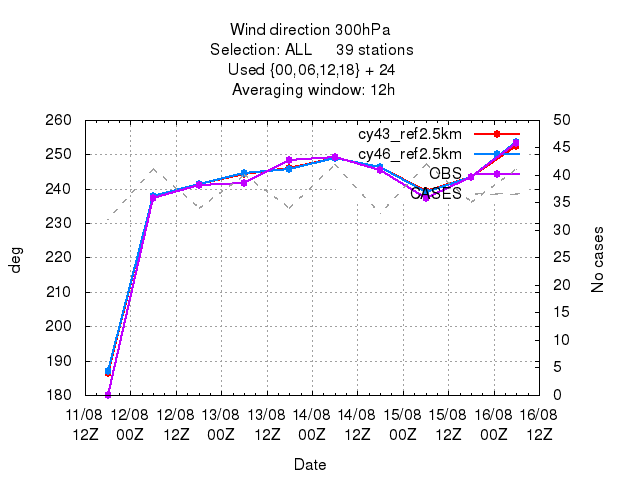 Wind direction 300hPa
Selection: ALL 39 stations
Used {00,06,12,18} + 24
Averaging window: 12h
cy43_ref2.5km
cy46_ref2.5km
OBS
CASES
deg
260
250
240
230
220
210
200
190
180
50
45
40
35
30
25
20
15
10
5
0
No cases
11/08 12/08 12/08 13/08 13/08 14/08 14/08 15/08 15/08 16/08 16/08
12Z 00Z 12Z 00Z 12Z 00Z 12Z 00Z 12Z 00Z 12Z
Date